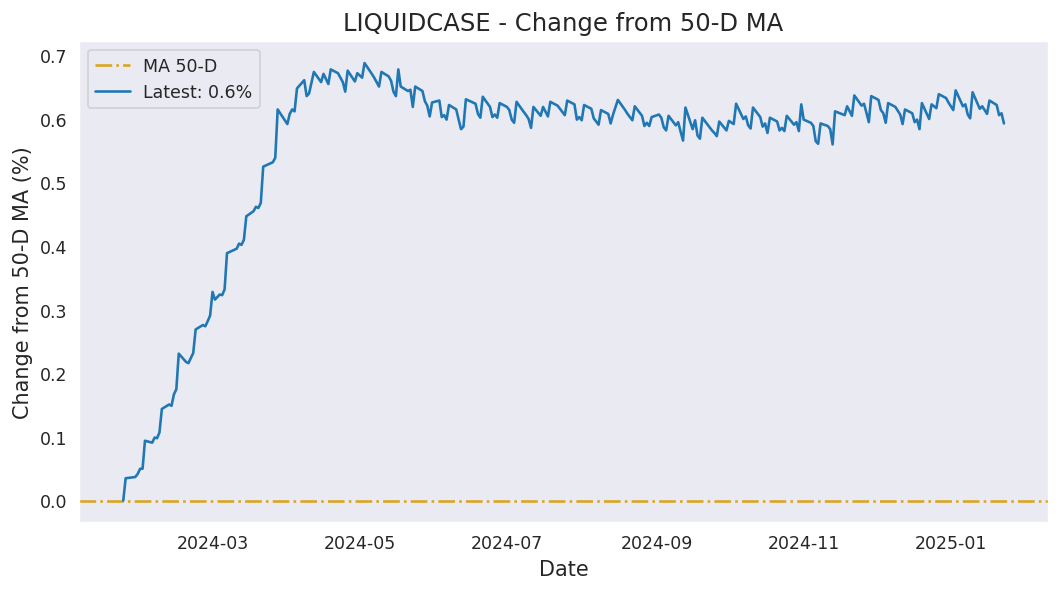 LIQUIDCASE - Change from 50-D MA
MA 50-D
Latest: 0.6%
Change from 50-D MA (%)
0.7
0.6
0.5
0.4
0.3
0.2
0.1
0.0
2024-03
2024-05
2024-07
2024-09
2024-11
2025-01
Date